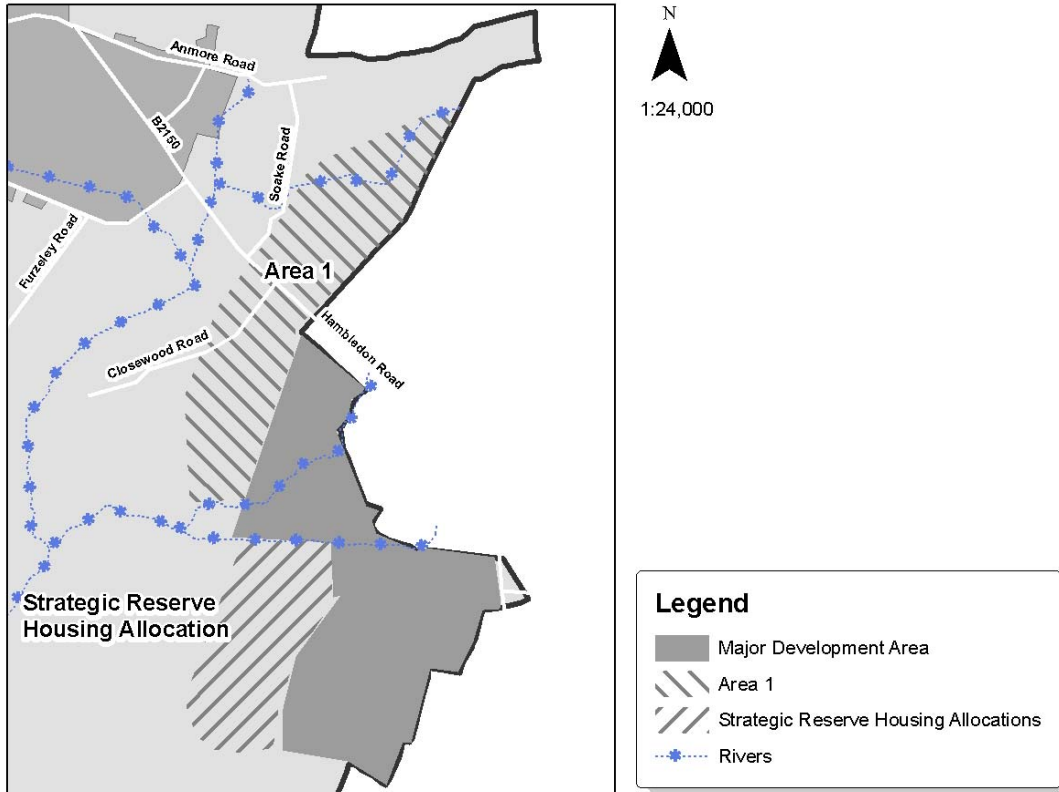 Anmore Road
B2150
Soake Road
Furzeley Road
Area 1
Closewood Road
Hambledon Road
Strategic Reserve
Housing Allocation
N
1:24,000
Legend
Major Development Area
Area 1
Strategic Reserve Housing Allocations
Rivers